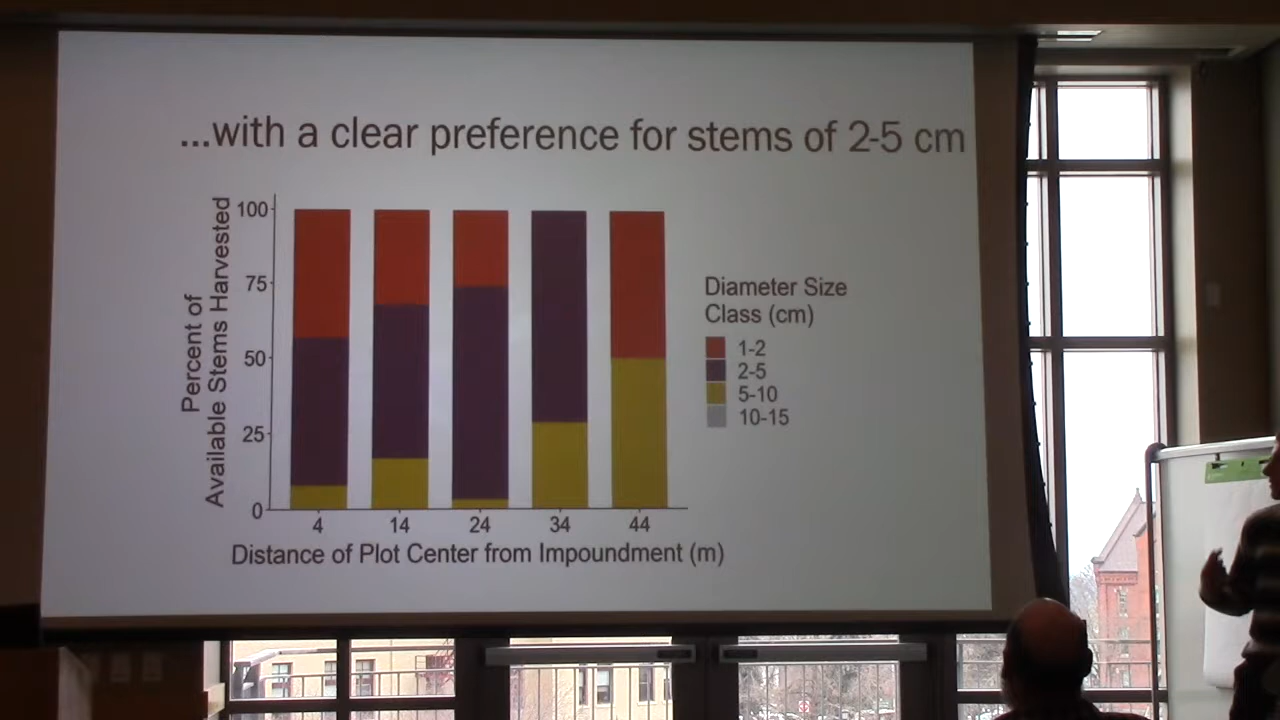 ...with a clear preference for stems of 2-5 cm
Percent of
Available Stems Harvested
100
75
50
25
0
4 14 24 34 44
Distance of Plot Center from Impoundment (m)
Diameter Size
Class (cm)
1-2
2-5
5-10
10-15